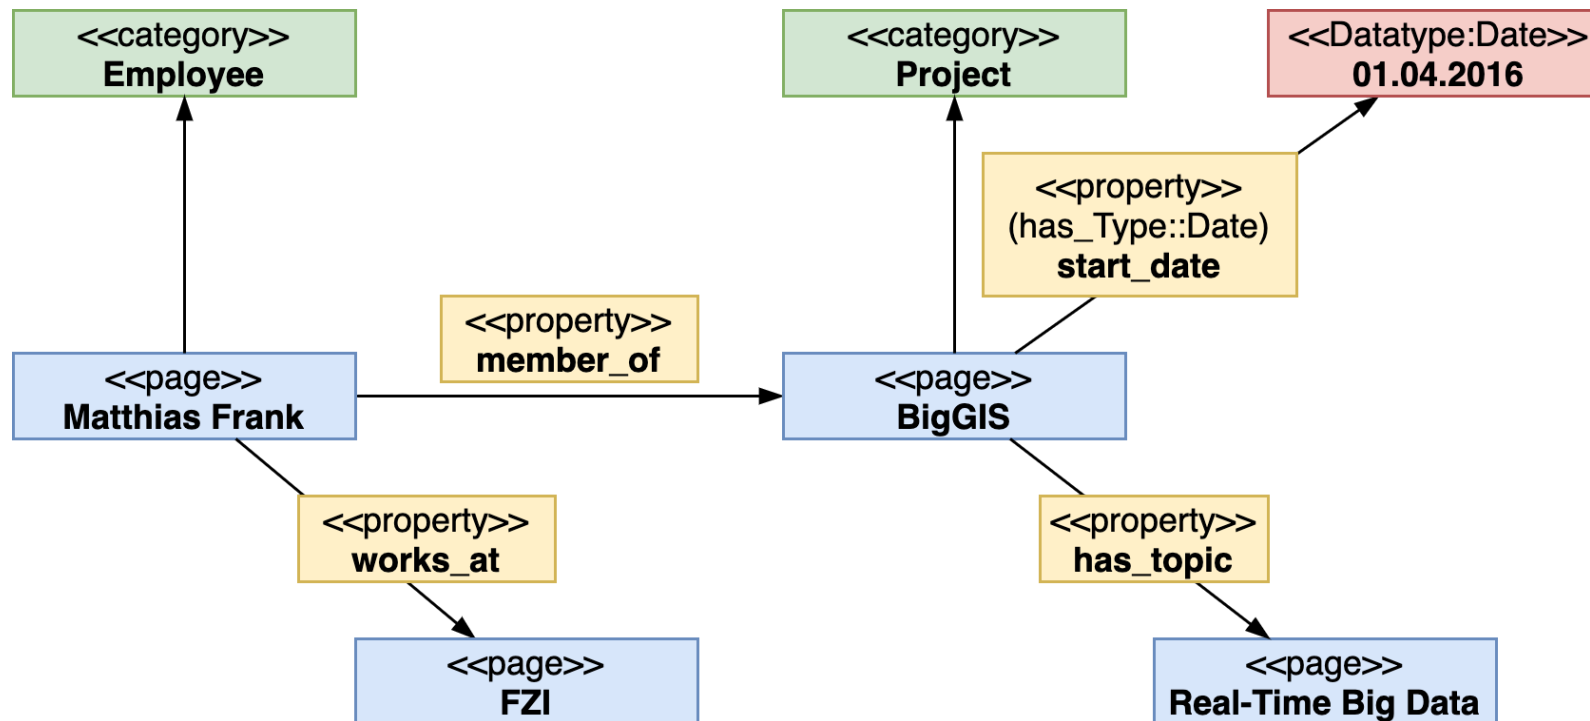 <<category>>
Employee
<<category>>
Project
<<Datatype:Date>>
01.04.2016
<<property>>
(has_Type::Date)
start_date
<<property>>
member_of
<<page>>
Matthias Frank
<<page>>
BigGIS
<<property>>
works_at
<<property>>
has_topic
<<page>>
FZI
<<page>>
Real-Time Big Data